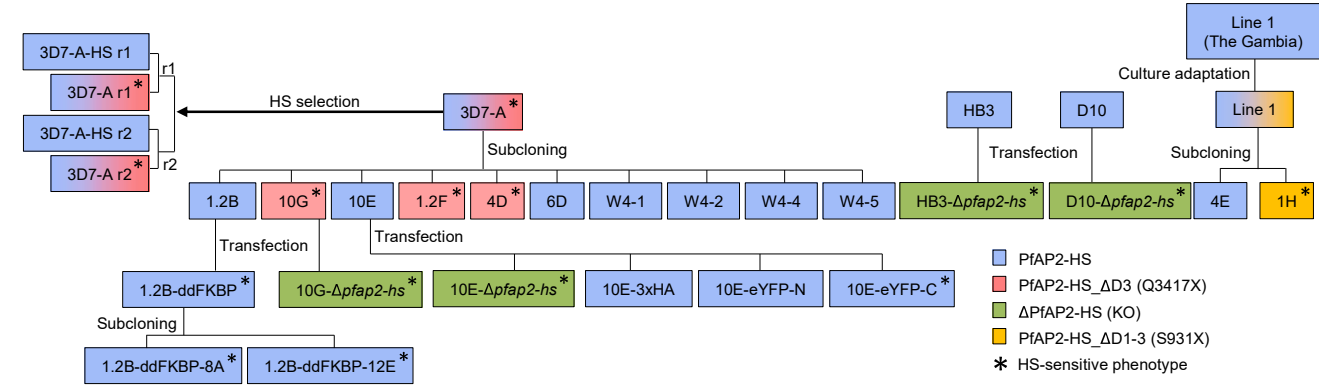 Line 1
(The Gambia)
3D7-A-HS r1
r1
3D7-A r1*
Culture adaptation
HS selection
3D7-A*
HB3
D10
Line 1
3D7-A-HS r2
3D7-A r2*
r2
Subcloning
Transfection
Subcloning
1.2B
10G*
10E
1.2F*
4D*
6D
W4-1
W4-2
W4-4
W4-5
HB3-Δpfap2-hs*
D10-Δpfap2-hs*
4E
1H*
Transfection
Transfection
1.2B-ddFKBP*
10G-Δpfap2-hs*
10E-Δpfap2-hs*
10E-3xHA
10E-eYFP-N
10E-eYFP-C*
Subcloning
1.2B-ddFKBP-8A*
1.2B-ddFKBP-12E*
PfAP2-HS
PfAP2-HS_ΔD3 (Q3417X)
ΔPfAP2-HS (KO)
PfAP2-HS_ΔD1-3 (S931X)
* HS-sensitive phenotype